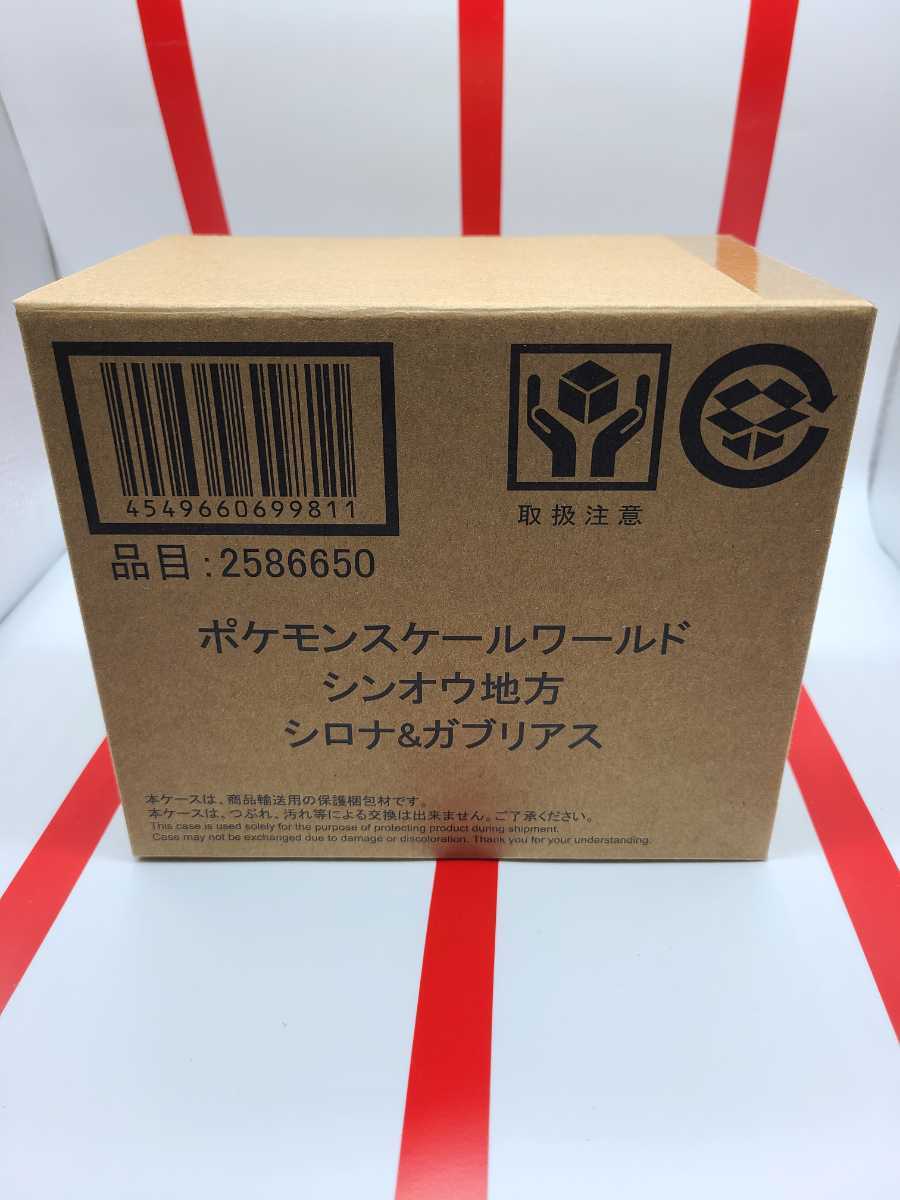 4549660699811
取扱注意
品目:2586650
ポケモンスケールワールド
シンオウ地方
シロナ&ガブリアス
本ケースは、商品輸送用の保護梱包材です。
本ケースは、つぶれ、汚れ等による交換は出来ません。ご了承ください。
This case is used solely for the purpose of protecting product during shipment.
Case may not be exchanged due to damage or discoloration. Thank you for your understanding.